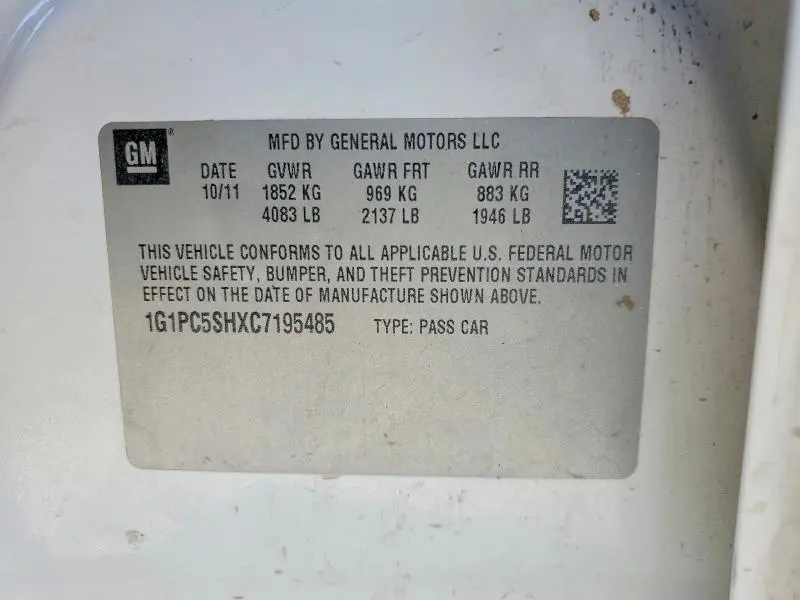 GM®
MFD BY GENERAL MOTORS LLC
DATE GVWR GAWR FRT GAWR RR
10/11 1852 KG 969 KG 883 KG
4083 LB 2137 LB 1946 LB
THIS VEHICLE CONFORMS TO ALL APPLICABLE U.S. FEDERAL MOTOR
VEHICLE SAFETY, BUMPER, AND THEFT PREVENTION STANDARDS IN
EFFECT ON THE DATE OF MANUFACTURE SHOWN ABOVE.
1G1PC5SHXC7195485 TYPE: PASS CAR